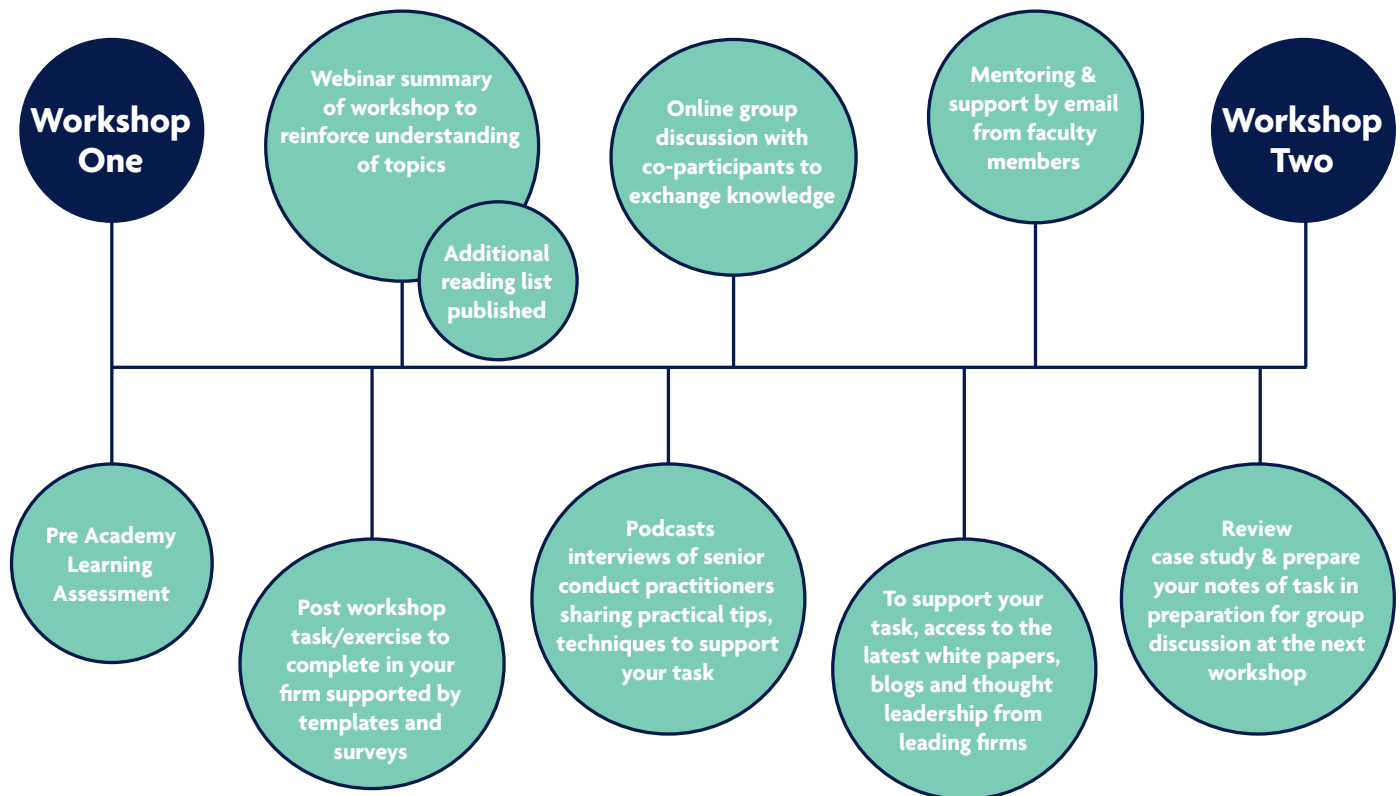 Workshop
One
Webinar summary
of workshop to
reinforce understanding
of topics
Additional
reading list
published
Online group
discussion with
co-participants to
exchange knowledge
Mentoring &
support by email
from faculty
members
Workshop
Two
Pre Academy
Learning
Assessment
Post workshop
task/exercise to
complete in your
firm supported by
templates and
surveys
Podcasts
interviews of senior
conduct practitioners
sharing practical tips,
techniques to support
your task
To support your
task, access to the
latest white papers,
blogs and thought
leadership from
leading firms
Review
case study & prepare
your notes of task in
preparation for group
discussion at the next
workshop